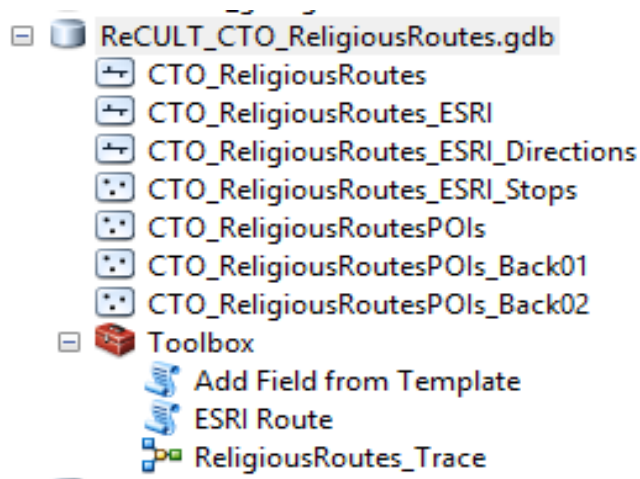 ReCULT_CTO_ReligiousRoutes.gdb
CTO_ReligiousRoutes
CTO_ReligiousRoutes_ESRI
CTO_ReligiousRoutes_ESRI_Directions
CTO_ReligiousRoutes_ESRI_Stops
CTO_ReligiousRoutesPOIs
CTO_ReligiousRoutesPOIs_Back01
CTO_ReligiousRoutesPOIs_Back02
Toolbox
Add Field from Template
ESRI Route
ReligiousRoutes_Trace